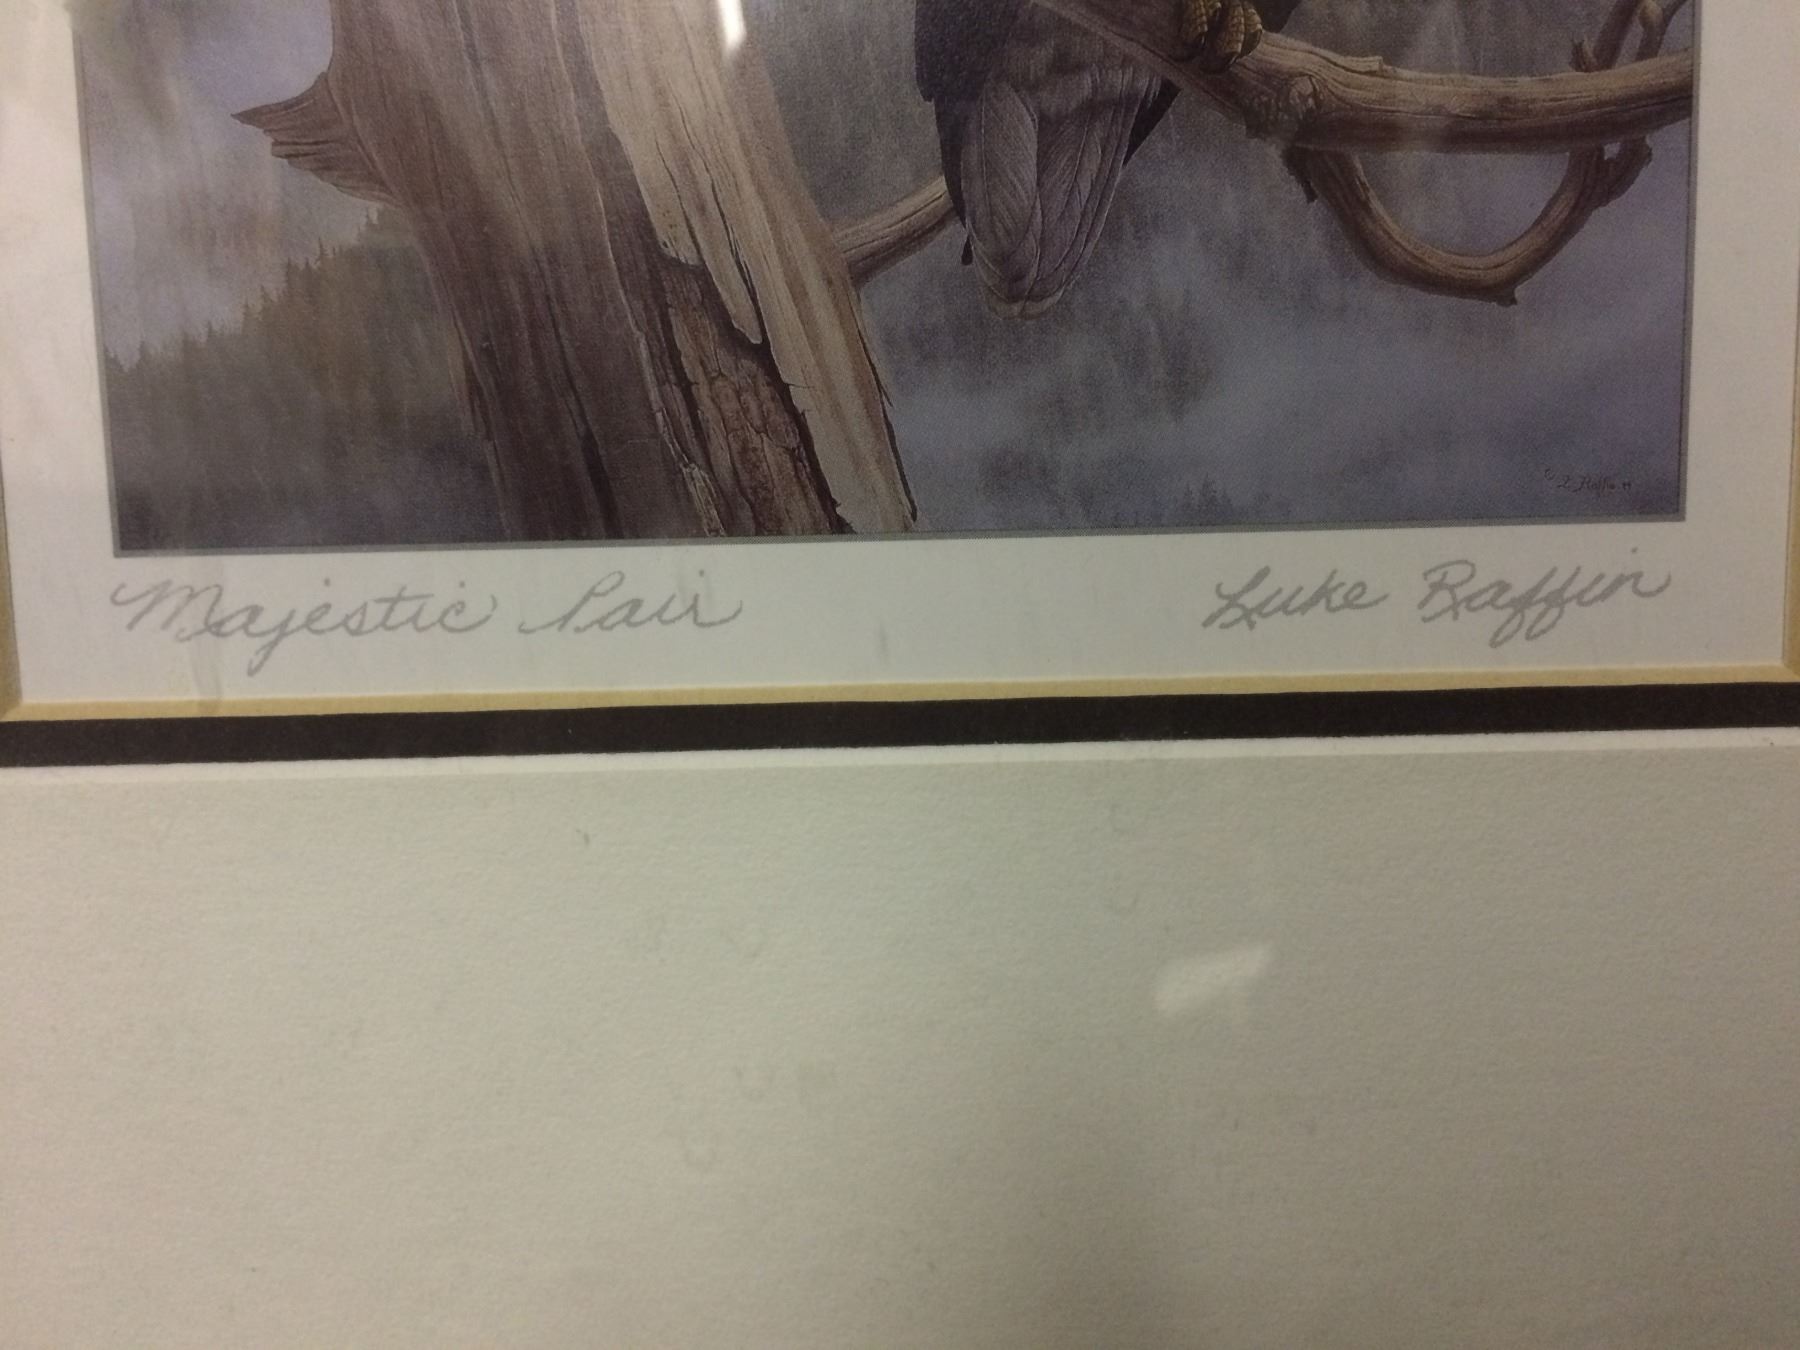 Majestic Pair
Luke Raffin